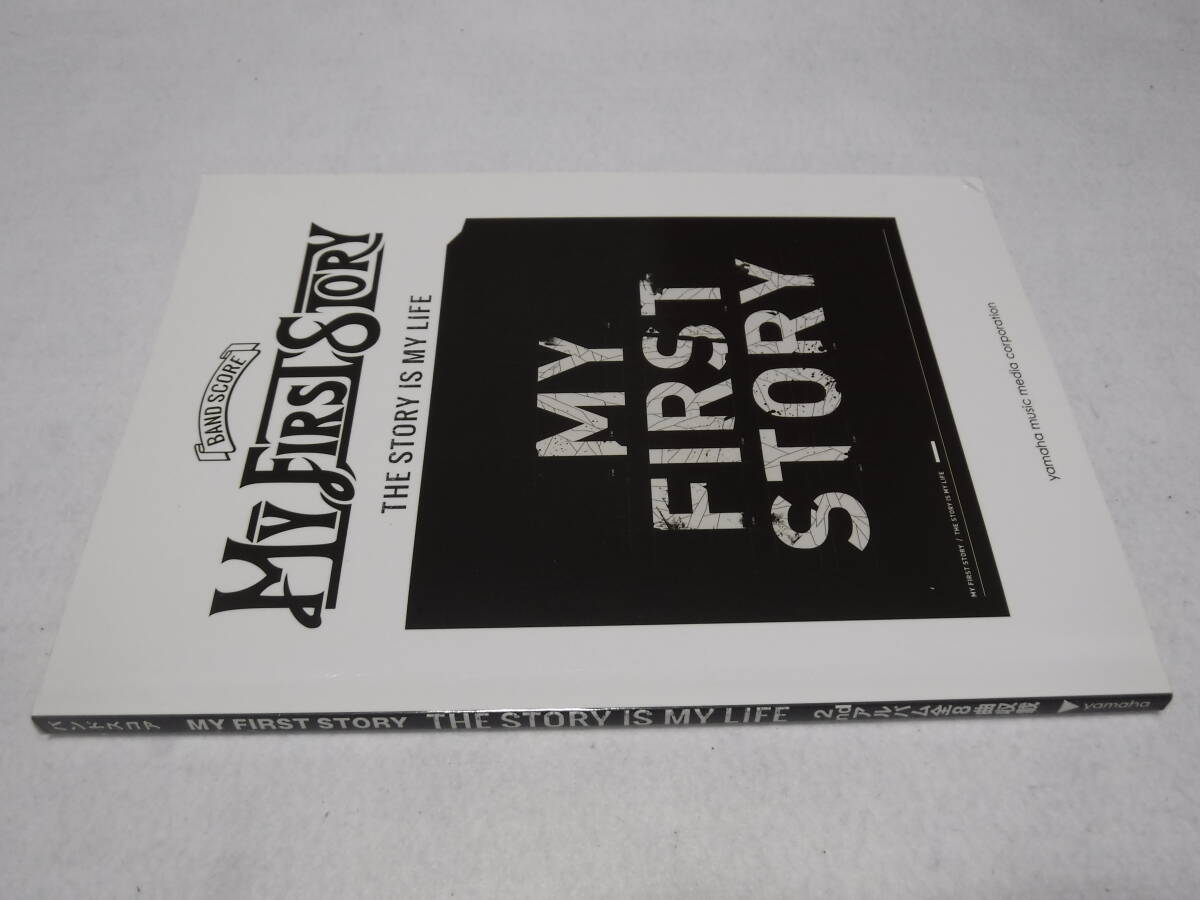 BAND SCORE
MY FIRST STORY
THE STORY IS MY LIFE
MY
FIRST
STORY
MY FIRST STORY / THE STORY IS MY LIFE
yamaha music media corporation
バンドスコア MY FIRST STORY THE STORY IS MY LIFE 2ndアルバム全8曲収載 yamaha